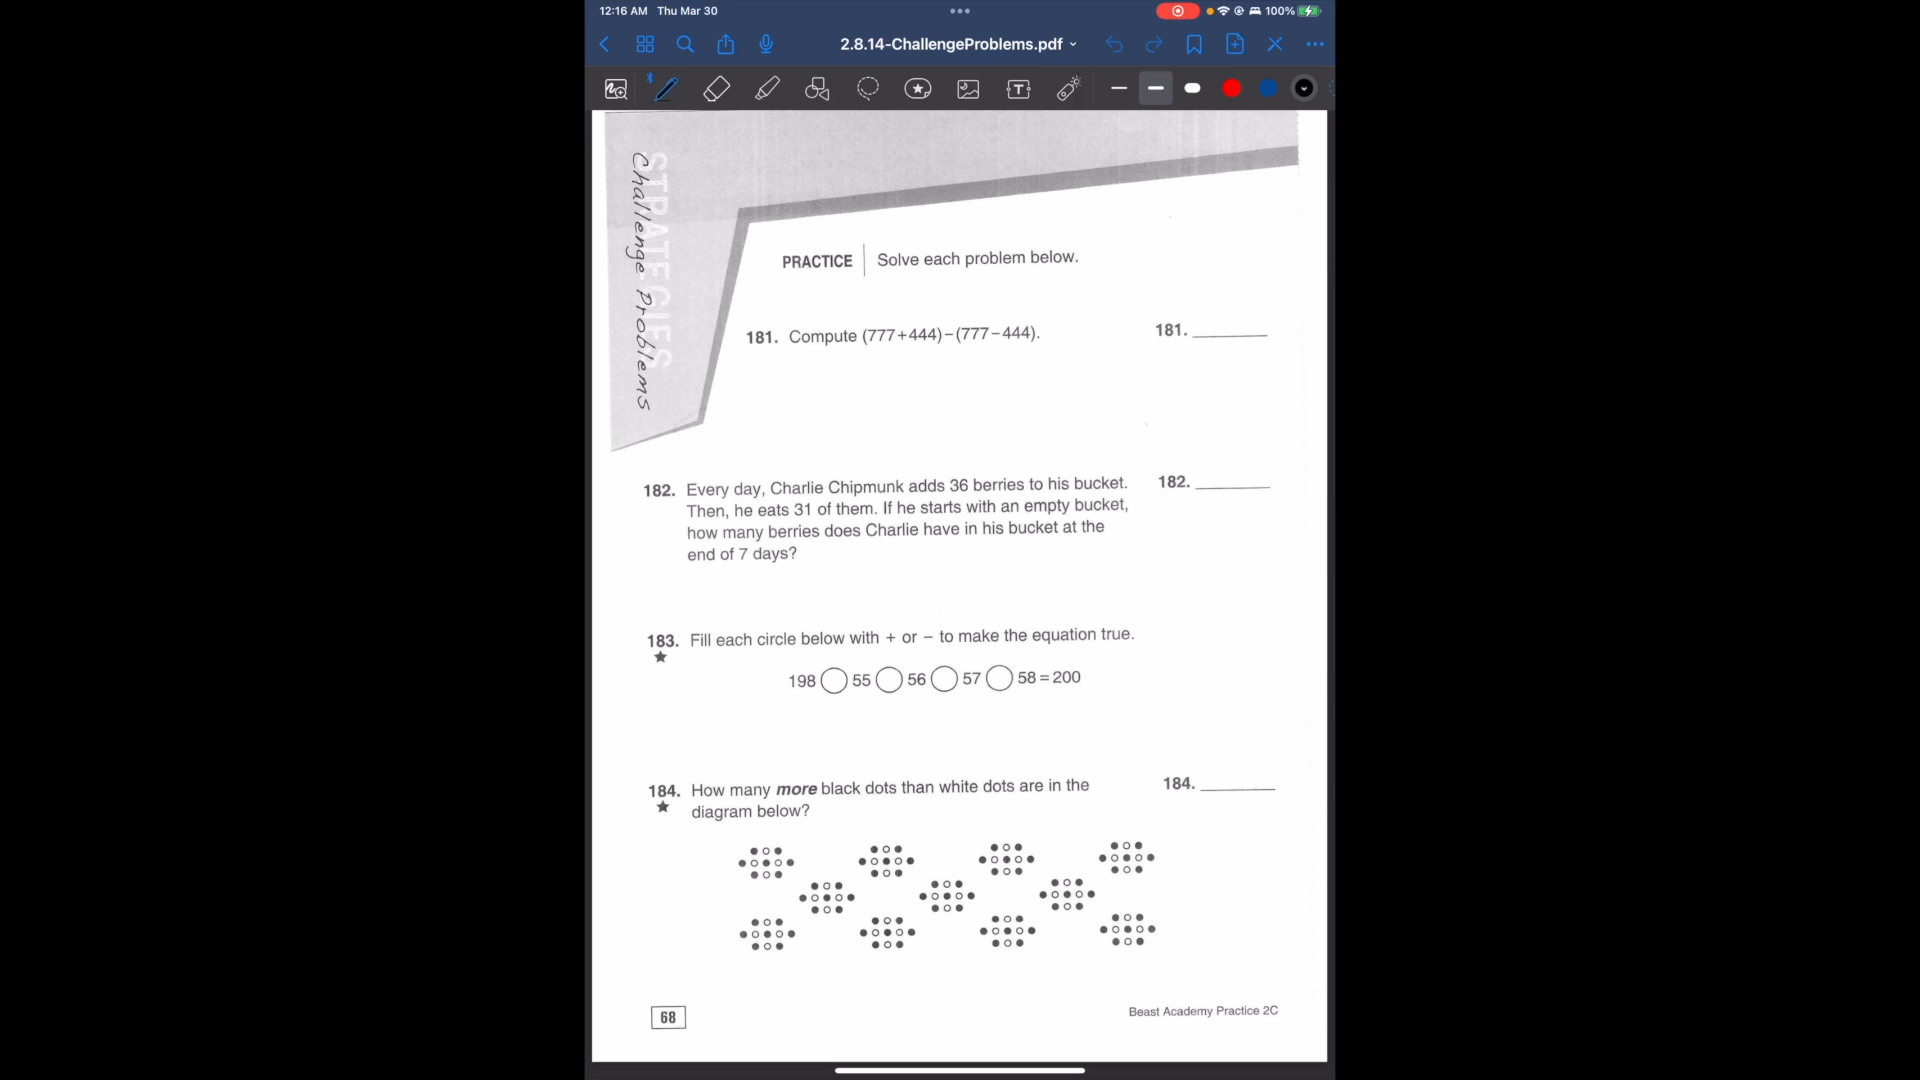 12:16 AM Thu Mar 30
100%
2.8.14-ChallengeProblems.pdf
T
STRATEGIES
Challenge Problems
PRACTICE Solve each problem below.
181. Compute (777+444)−(777−444).
181. ________
182. Every day, Charlie Chipmunk adds 36 berries to his bucket.
Then, he eats 31 of them. If he starts with an empty bucket,
how many berries does Charlie have in his bucket at the
end of 7 days?
182. ________
183. Fill each circle below with + or − to make the equation true.
★
198 ◯ 55 ◯ 56 ◯ 57 ◯ 58 = 200
184. How many more black dots than white dots are in the
★ diagram below?
184. ________
68
Beast Academy Practice 2C